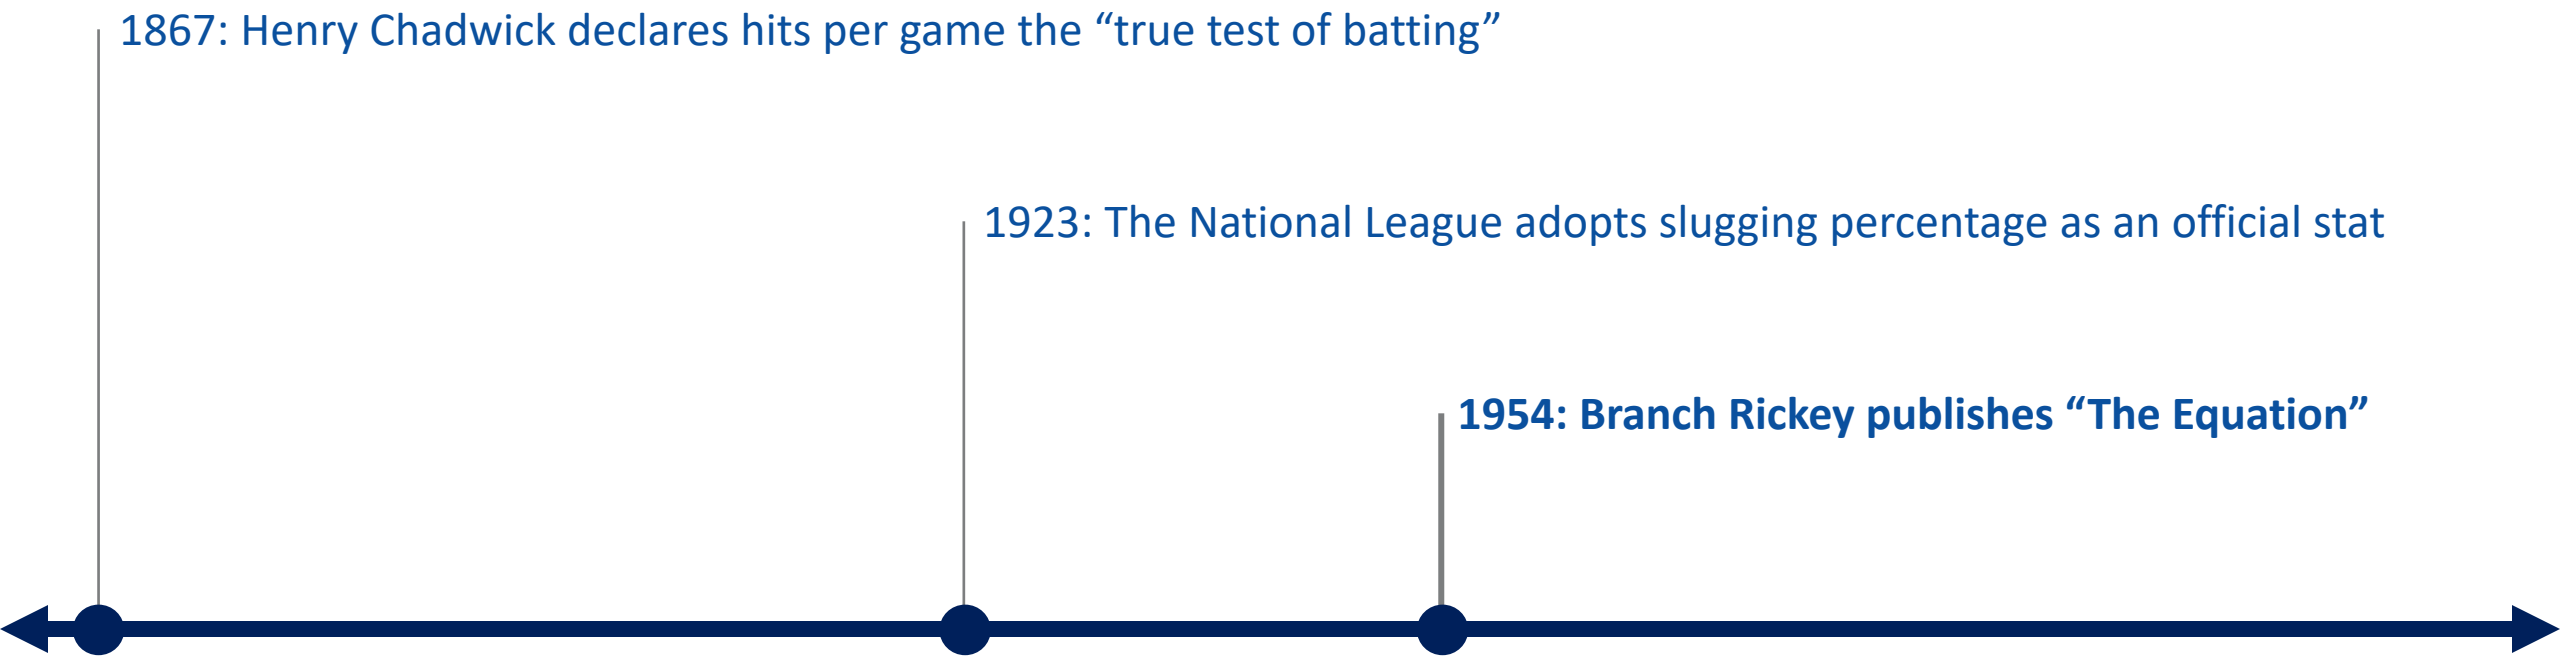 1867: Henry Chadwick declares hits per game the “true test of batting”
1923: The National League adopts slugging percentage as an official stat
1954: Branch Rickey publishes “The Equation”